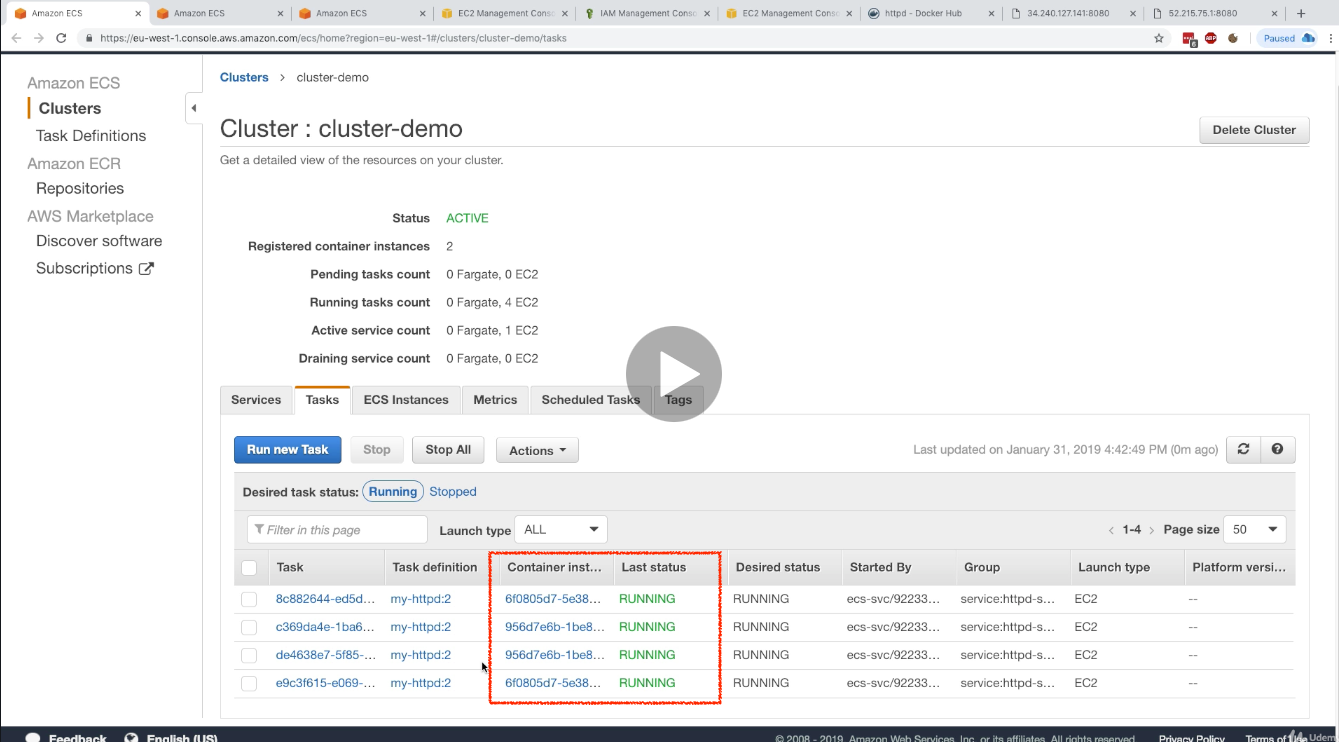 Amazon ECS
Amazon ECS
Amazon ECS
EC2 Management Conso
IAM Management Conso
EC2 Management Conso
httpd - Docker Hub
34.240.127.141:8080
52.215.75.1:8080
https://eu-west-1.console.aws.amazon.com/ecs/home?region=eu-west-1#/clusters/cluster-demo/tasks
ABP
Paused
Amazon ECS
Clusters
Task Definitions
Amazon ECR
Repositories
AWS Marketplace
Discover software
Subscriptions
Clusters > cluster-demo
Cluster : cluster-demo
Delete Cluster
Get a detailed view of the resources on your cluster.
Status ACTIVE
Registered container instances 2
Pending tasks count 0 Fargate, 0 EC2
Running tasks count 0 Fargate, 4 EC2
Active service count 0 Fargate, 1 EC2
Draining service count 0 Fargate, 0 EC2
Services Tasks ECS Instances Metrics Scheduled Tasks Tags
Run new Task Stop Stop All Actions
Last updated on January 31, 2019 4:42:49 PM (0m ago)
Desired task status: Running Stopped
Filter in this page Launch type ALL < 1-4 > Page size 50
Task Task definition Container inst... Last status Desired status Started By Group Launch type Platform versi...
8c882644-ed5d... my-httpd:2 6f0805d7-5e38... RUNNING RUNNING ecs-svc/92233... service:httpd-s... EC2 --
c369da4e-1ba6... my-httpd:2 956d7e6b-1be8... RUNNING RUNNING ecs-svc/92233... service:httpd-s... EC2 --
de4638e7-5f85-... my-httpd:2 956d7e6b-1be8... RUNNING RUNNING ecs-svc/92233... service:httpd-s... EC2 --
e9c3f615-e069-... my-httpd:2 6f0805d7-5e38... RUNNING RUNNING ecs-svc/92233... service:httpd-s... EC2 --
Feedback English (US) © 2008 - 2019, Amazon Web Services, Inc. or its affiliates. All rights reserved. Privacy Policy Terms of Use
Udemy